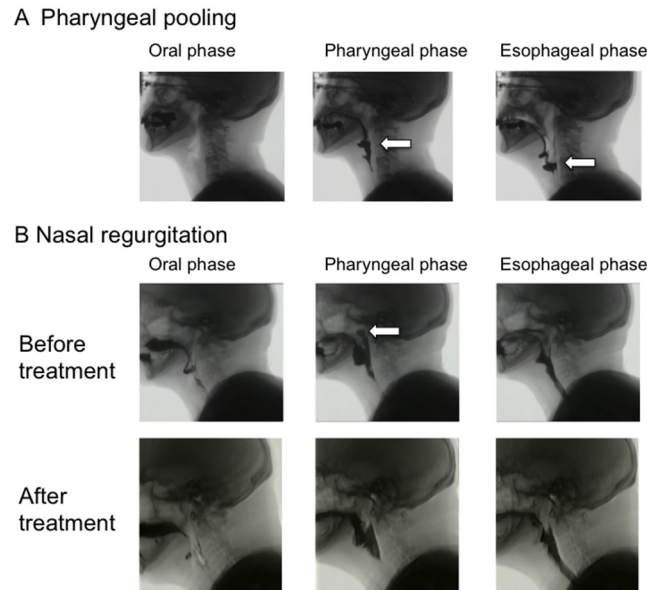 A Pharyngeal pooling
Oral phase Pharyngeal phase Esophageal phase
B Nasal regurgitation
Oral phase Pharyngeal phase Esophageal phase
Before
treatment
After
treatment